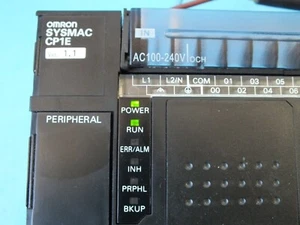 OMRON
SYSMAC
CP1E
1.1
IN
AC100-240V
0CH
L1 L2/N COM 01 03 05
00 02 04
PERIPHERAL
POWER
RUN
ERR/ALM
INH
PRPHL
BKUP